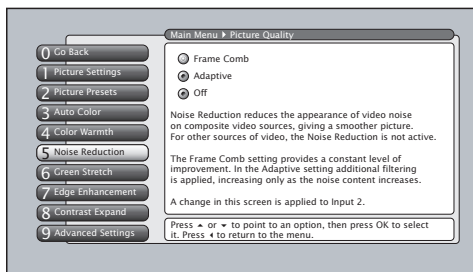 Main Menu ▶ Picture Quality
0 Go Back
1 Picture Settings
2 Picture Presets
3 Auto Color
4 Color Warmth
5 Noise Reduction
6 Green Stretch
7 Edge Enhancement
8 Contrast Expand
9 Advanced Settings
Frame Comb
Adaptive
Off
Noise Reduction reduces the appearance of video noise
on composite video sources, giving a smoother picture.
For other sources of video, the Noise Reduction is not active.
The Frame Comb setting provides a constant level of
improvement. In the Adaptive setting additional filtering
is applied, increasing only as the noise content increases.
A change in this screen is applied to Input 2.
Press ▲ or ▼ to point to an option, then press OK to select
it. Press ◀ to return to the menu.